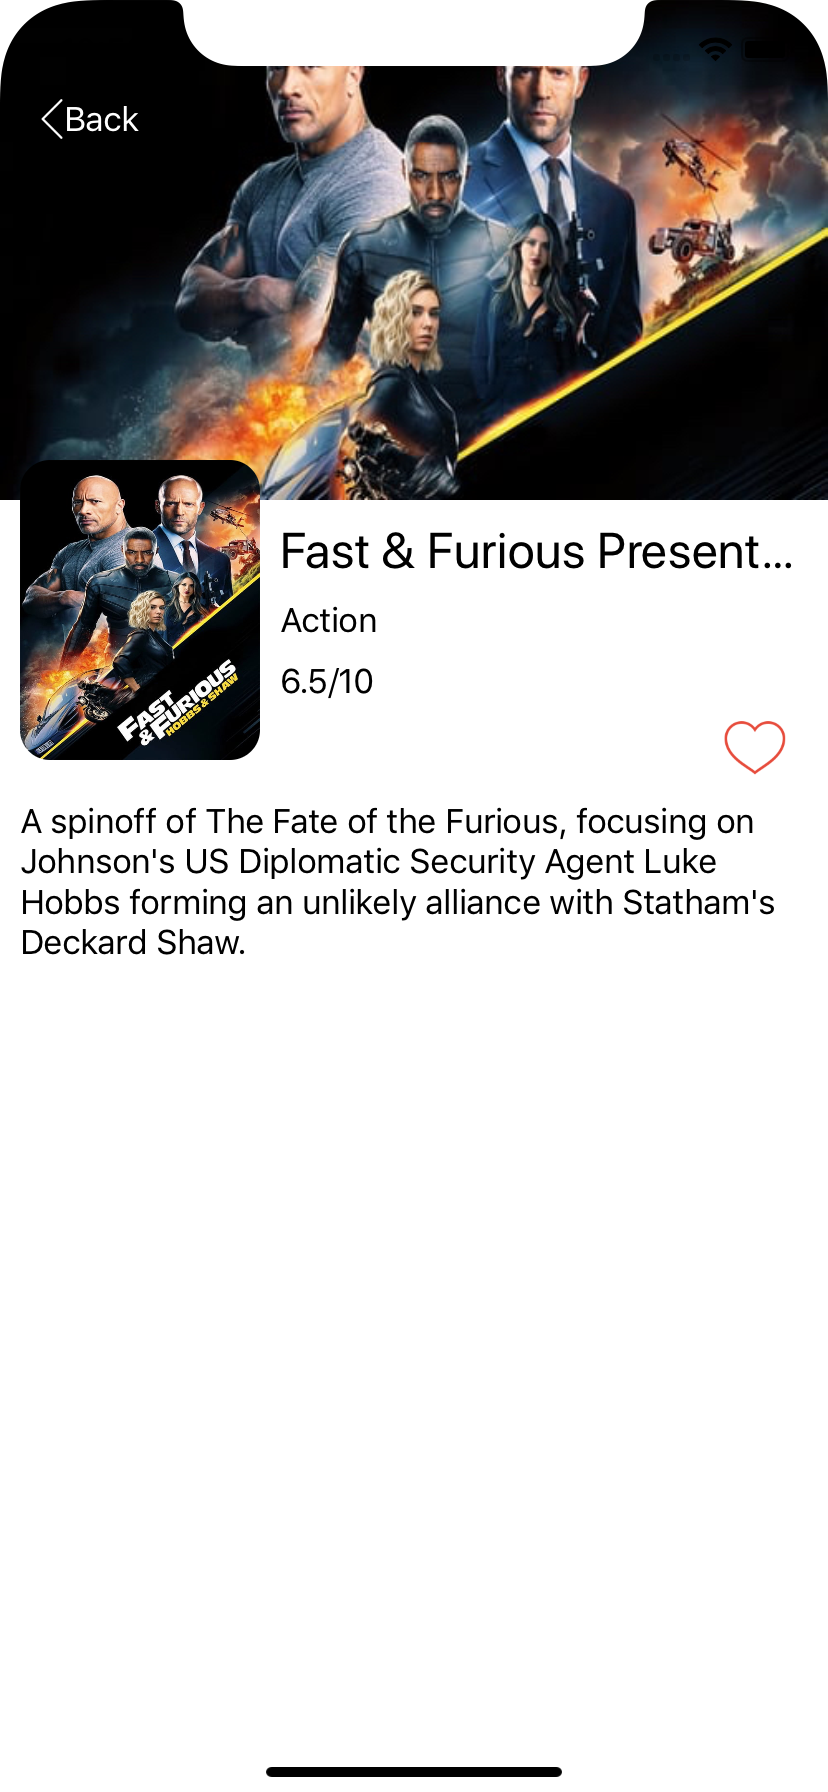 Back
Fast & Furious Present...
Action
6.5/10
FAST
&FURIOUS
HOBBS & SHAW
A spinoff of The Fate of the Furious, focusing on
Johnson's US Diplomatic Security Agent Luke
Hobbs forming an unlikely alliance with Statham's
Deckard Shaw.